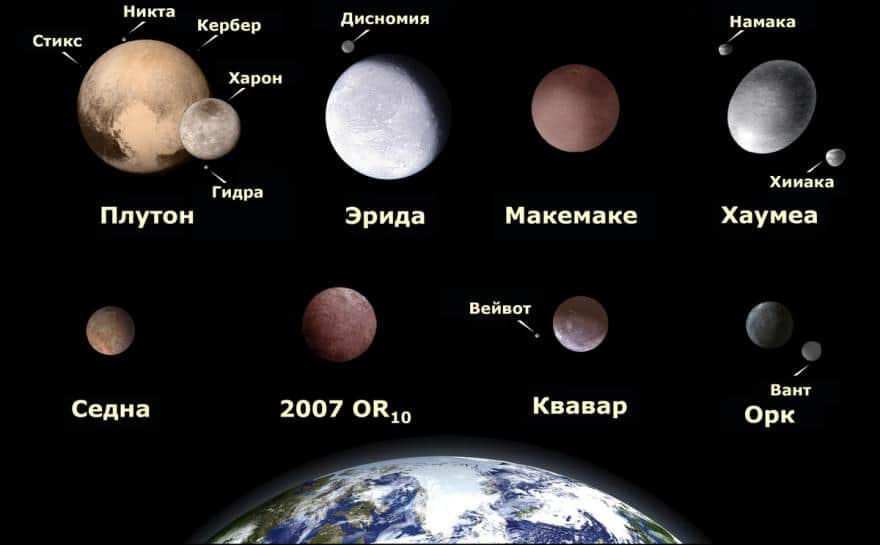 Никта
Стикс
Кербер
Харон
Гидра
Плутон
Дисномия
Эрида
Макемаке
Намака
Хииака
Хаумеа
Седна
2007 OR₁₀
Вейвот
Квавар
Вант
Орк